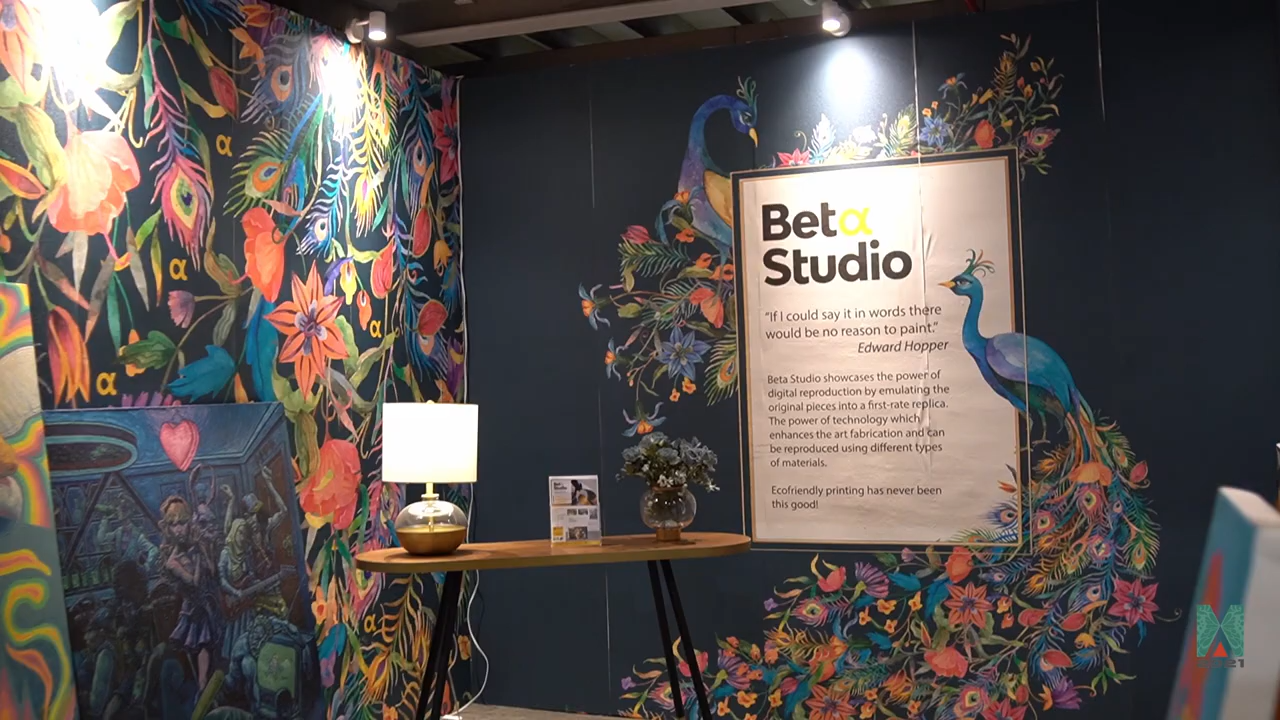 Betα
Studio
“If I could say it in words there
would be no reason to paint.”
Edward Hopper
Beta Studio showcases the power of
digital reproduction by emulating the
original pieces into a first-rate replica.
The power of technology which
enhances the art fabrication and can
be reproduced using different types
of materials.
Ecofriendly printing has never been
this good!
α
α
α
α
α
Beta
Studio